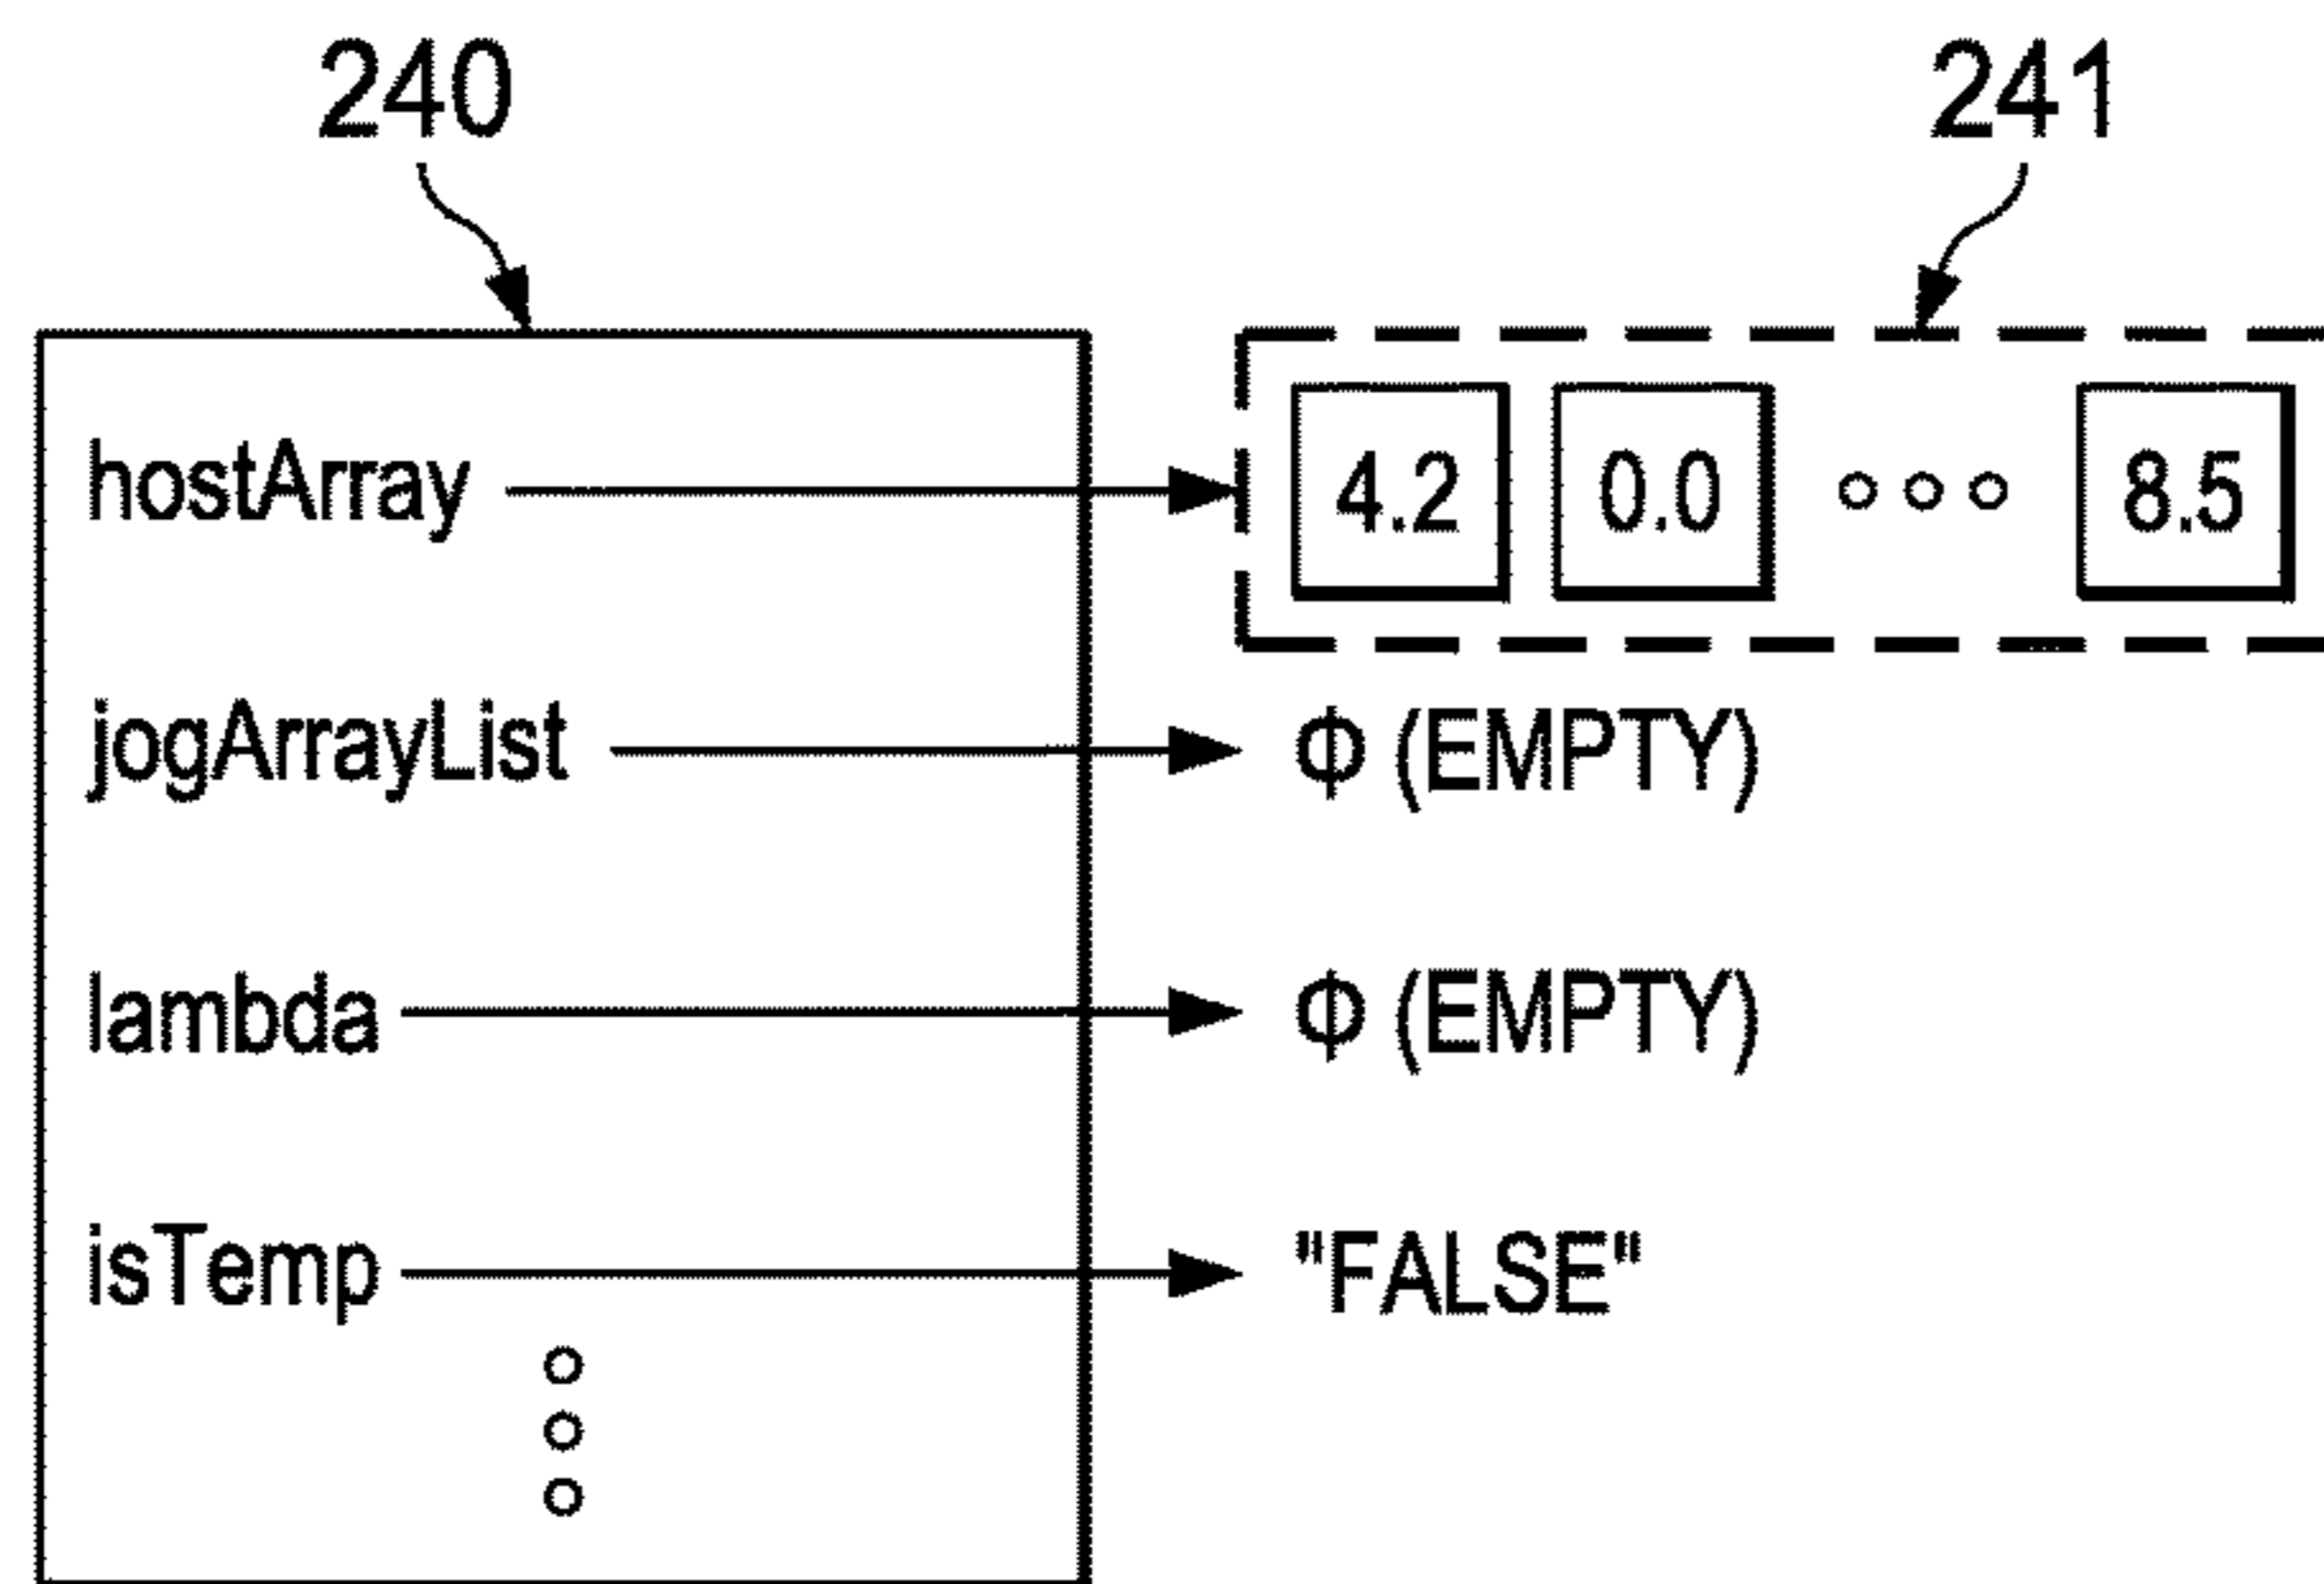 240 241
hostArray 4.2 0.0 8.5
jogArrayList Φ (EMPTY)
lambda Φ (EMPTY)
isTemp "FALSE"